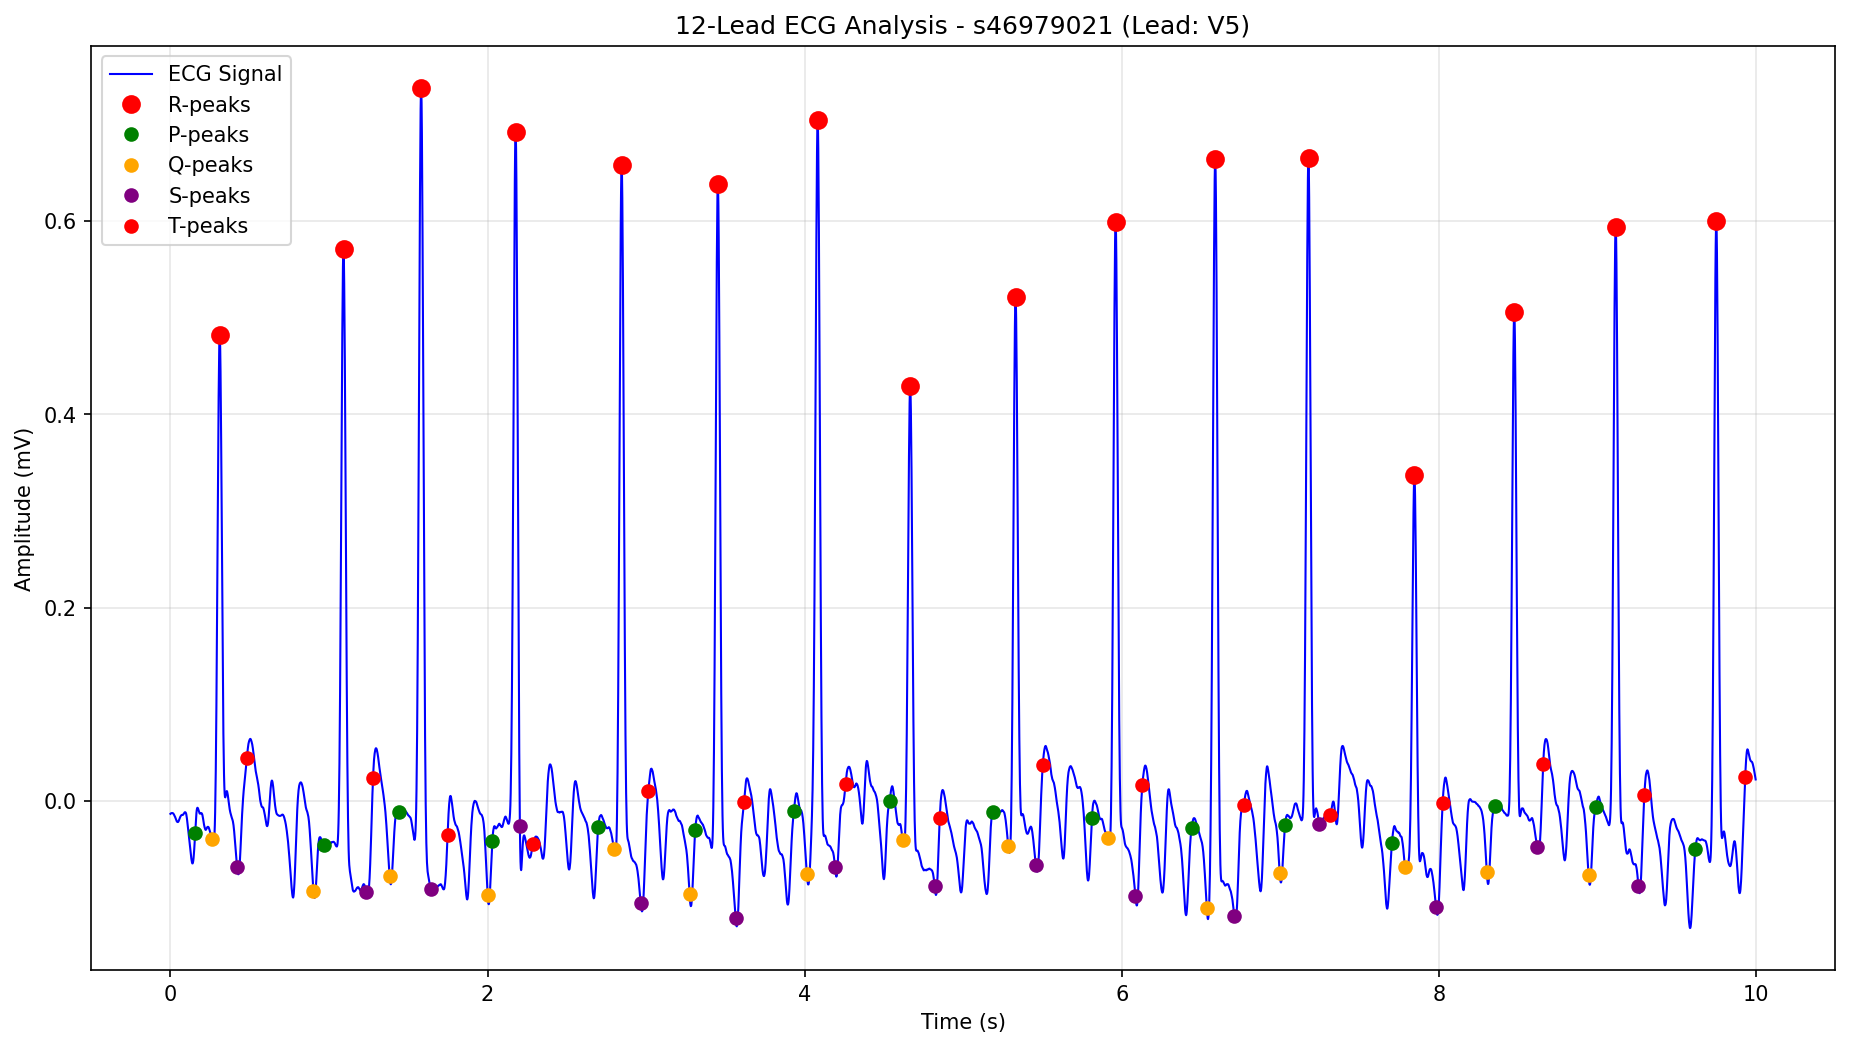 12-Lead ECG Analysis - s46979021 (Lead: V5)
ECG Signal
R-peaks
P-peaks
Q-peaks
S-peaks
T-peaks
Amplitude (mV)
0.6
0.4
0.2
0.0
0
2
4
6
8
10
Time (s)